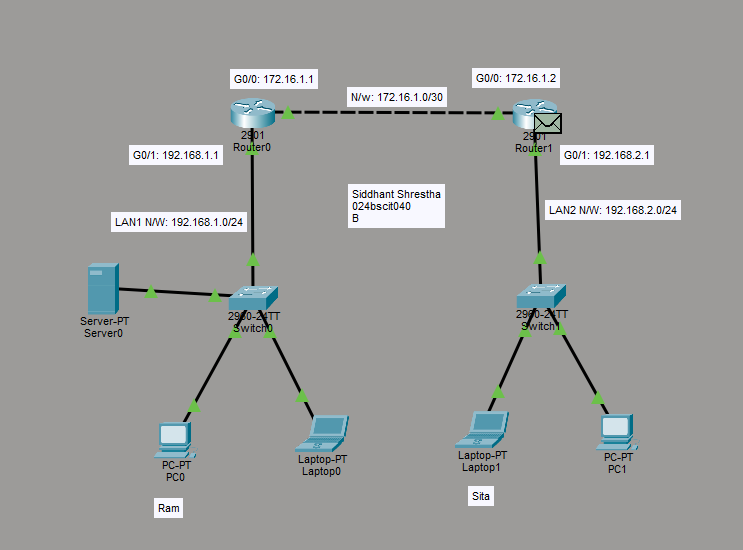 G0/0: 172.16.1.1
G0/0: 172.16.1.2
N/w: 172.16.1.0/30
2901
Router0
2901
Router1
G0/1: 192.168.1.1
G0/1: 192.168.2.1
Siddhant Shrestha
024bscit040
B
LAN1 N/W: 192.168.1.0/24
LAN2 N/W: 192.168.2.0/24
Server-PT
Server0
2960-24TT
Switch0
2960-24TT
Switch1
PC-PT
PC0
Laptop-PT
Laptop0
Laptop-PT
Laptop1
PC-PT
PC1
Ram
Sita